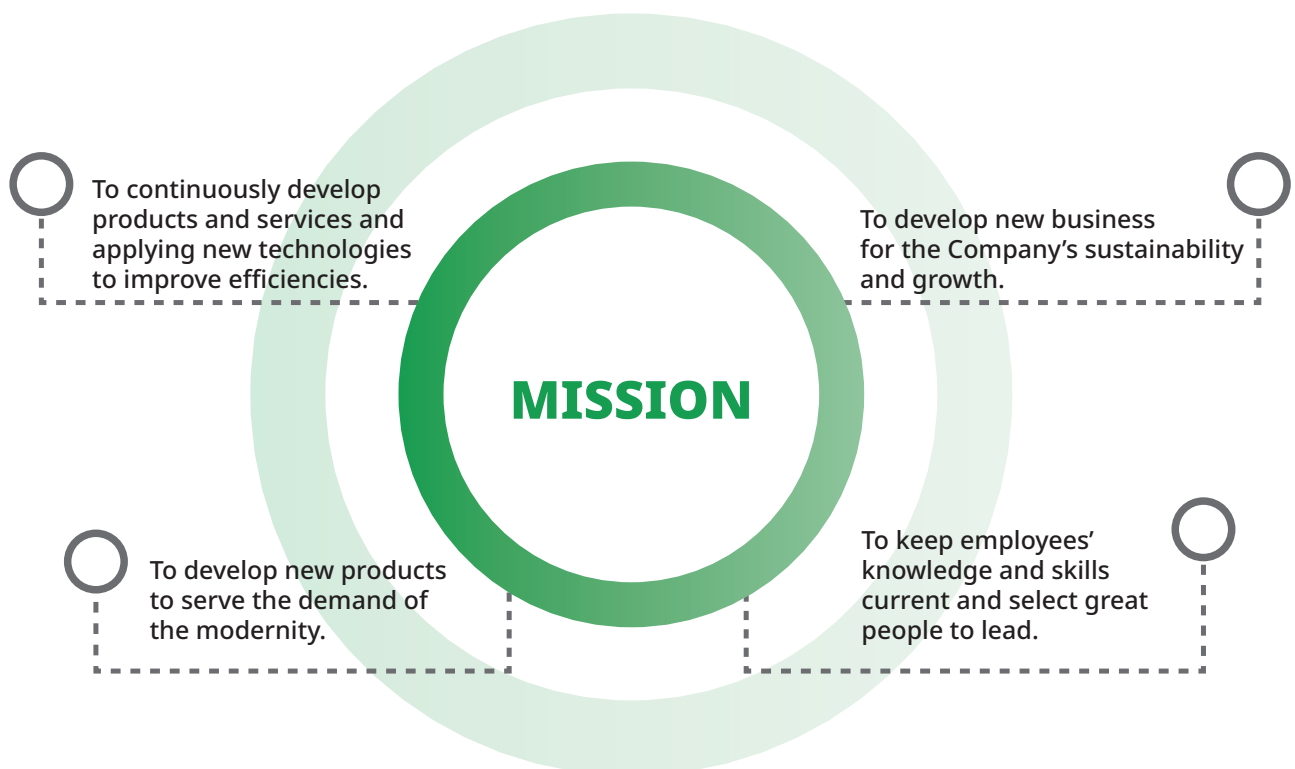 To continuously develop
products and services and
applying new technologies
to improve efficiencies.
To develop new business
for the Company’s sustainability
and growth.
MISSION
To develop new products
to serve the demand of
the modernity.
To keep employees’
knowledge and skills
current and select great
people to lead.